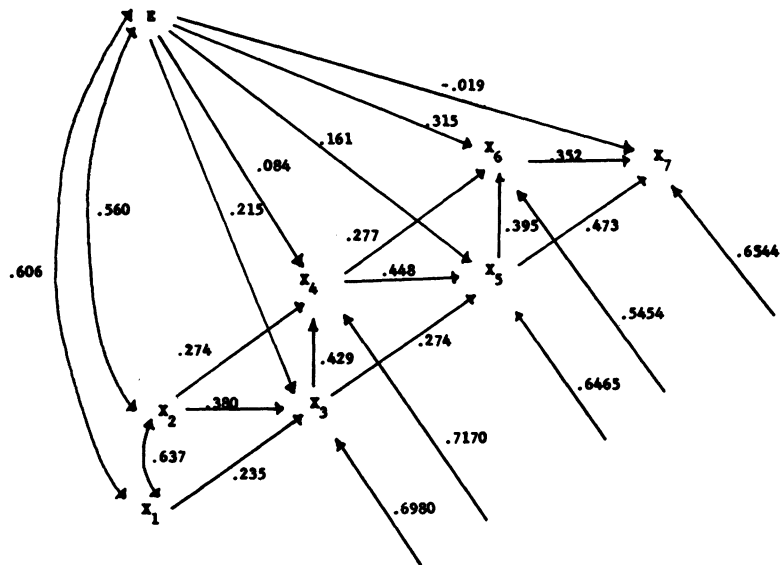 E
-.019
.315
X6
X7
.161
.352
.084
.560
.215
.277
.395
.473
.606
X4
.448
X5
.6544
.274
.429
.274
.5454
X2
.380
X3
.6465
.637
.235
.7170
X1
.6980